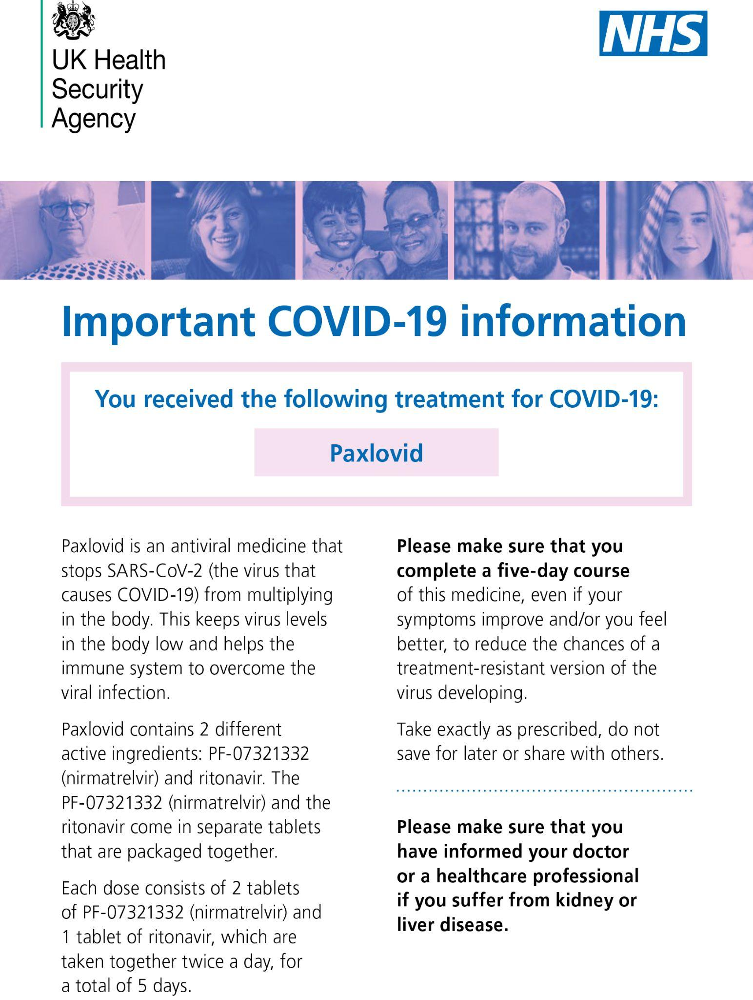 UK Health
Security
Agency
NHS
Important COVID-19 information
You received the following treatment for COVID-19:
Paxlovid
Paxlovid is an antiviral medicine that
stops SARS-CoV-2 (the virus that
causes COVID-19) from multiplying
in the body. This keeps virus levels
in the body low and helps the
immune system to overcome the
viral infection.
Paxlovid contains 2 different
active ingredients: PF-07321332
(nirmatrelvir) and ritonavir. The
PF-07321332 (nirmatrelvir) and the
ritonavir come in separate tablets
that are packaged together.
Each dose consists of 2 tablets
of PF-07321332 (nirmatrelvir) and
1 tablet of ritonavir, which are
taken together twice a day, for
a total of 5 days.
Please make sure that you
complete a five-day course
of this medicine, even if your
symptoms improve and/or you feel
better, to reduce the chances of a
treatment-resistant version of the
virus developing.
Take exactly as prescribed, do not
save for later or share with others.
Please make sure that you
have informed your doctor
or a healthcare professional
if you suffer from kidney or
liver disease.